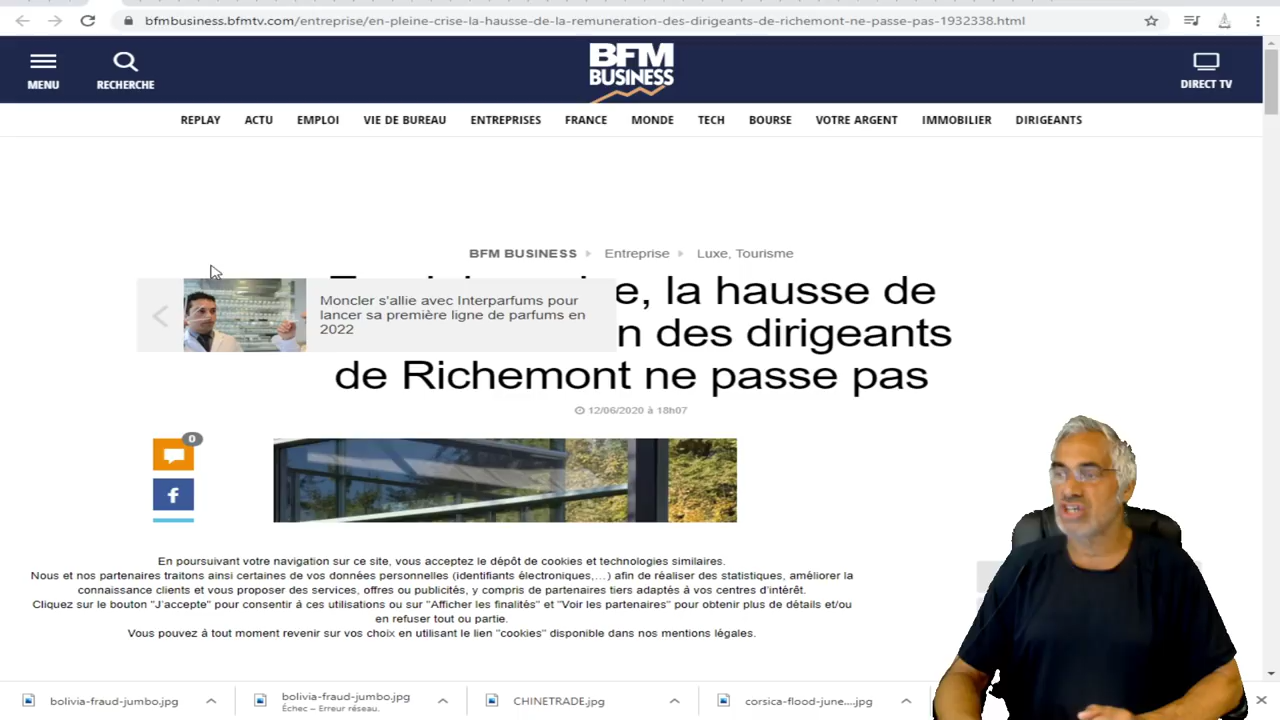 bfmbusiness.bfmtv.com/entreprise/en-pleine-crise-la-hausse-de-la-remuneration-des-dirigeants-de-richemont-ne-passe-pas-1932338.html
MENU
RECHERCHE
BFM
BUSINESS
DIRECT TV
REPLAY ACTU EMPLOI VIE DE BUREAU ENTREPRISES FRANCE MONDE TECH BOURSE VOTRE ARGENT IMMOBILIER DIRIGEANTS
BFM BUSINESS Entreprise Luxe, Tourisme
e, la hausse de
n des dirigeants
de Richemont ne passe pas
Moncler s'allie avec Interparfums pour
lancer sa première ligne de parfums en
2022
12/06/2020 à 18h07
0
f
En poursuivant votre navigation sur ce site, vous acceptez le dépôt de cookies et technologies similaires.
Nous et nos partenaires traitons ainsi certaines de vos données personnelles (identifiants électroniques,...) afin de réaliser des statistiques, améliorer la
connaissance clients et vous proposer des services, offres ou publicités, y compris de partenaires tiers adaptés à vos centres d'intérêt.
Cliquez sur le bouton "J'accepte" pour consentir à ces utilisations ou sur "Afficher les finalités" et "Voir les partenaires" pour obtenir plus de détails et/ou
en refuser tout ou partie.
Vous pouvez à tout moment revenir sur vos choix en utilisant le lien "cookies" disponible dans nos mentions légales.
bolivia-fraud-jumbo.jpg
bolivia-fraud-jumbo.jpg
Échec – Erreur réseau.
CHINETRADE.jpg
corsica-flood-june....jpg